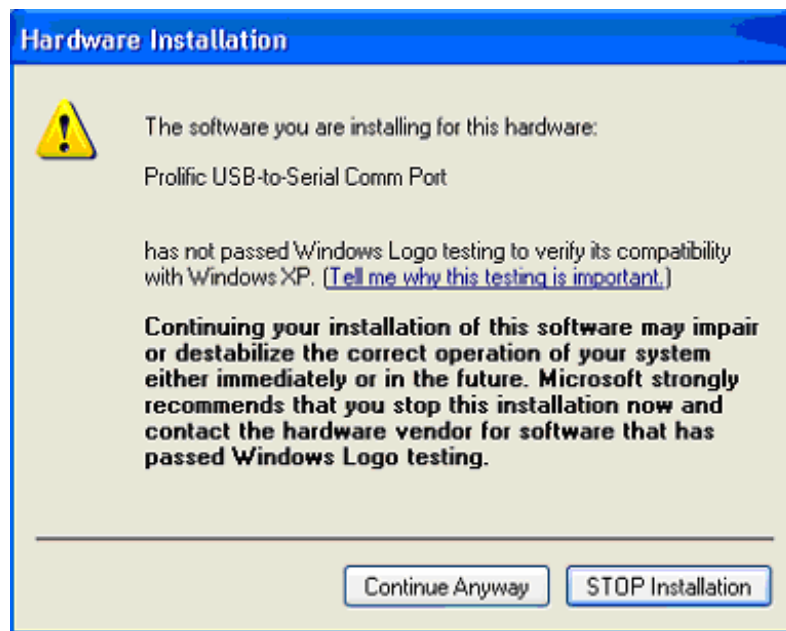 Hardware Installation
The software you are installing for this hardware:
Prolific USB-to-Serial Comm Port
has not passed Windows Logo testing to verify its compatibility
with Windows XP. (Tell me why this testing is important.)
Continuing your installation of this software may impair
or destabilize the correct operation of your system
either immediately or in the future. Microsoft strongly
recommends that you stop this installation now and
contact the hardware vendor for software that has
passed Windows Logo testing.
Continue Anyway
STOP Installation